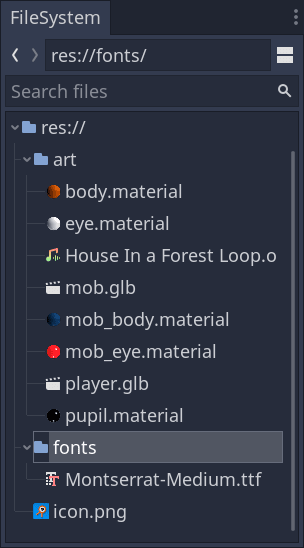 FileSystem
res://fonts/
Search files
res://
art
body.material
eye.material
House In a Forest Loop.o
mob.glb
mob_body.material
mob_eye.material
player.glb
pupil.material
fonts
Montserrat-Medium.ttf
icon.png